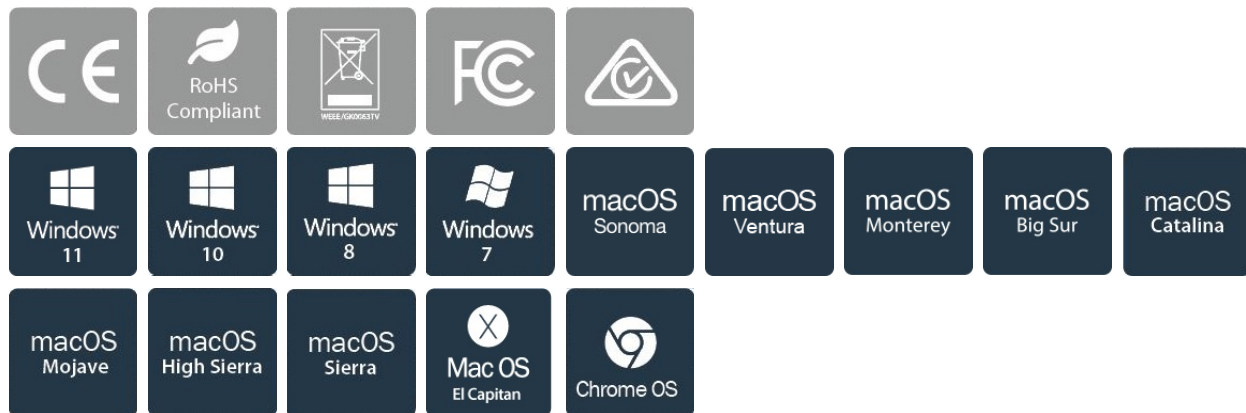 CE
RoHS
Compliant
WEEE/GK0063TV
FC
Windows
11
Windows
10
Windows
8
Windows
7
macOS
Sonoma
macOS
Ventura
macOS
Monterey
macOS
Big Sur
macOS
Catalina
macOS
Mojave
macOS
High Sierra
macOS
Sierra
X
Mac OS
El Capitan
Chrome OS